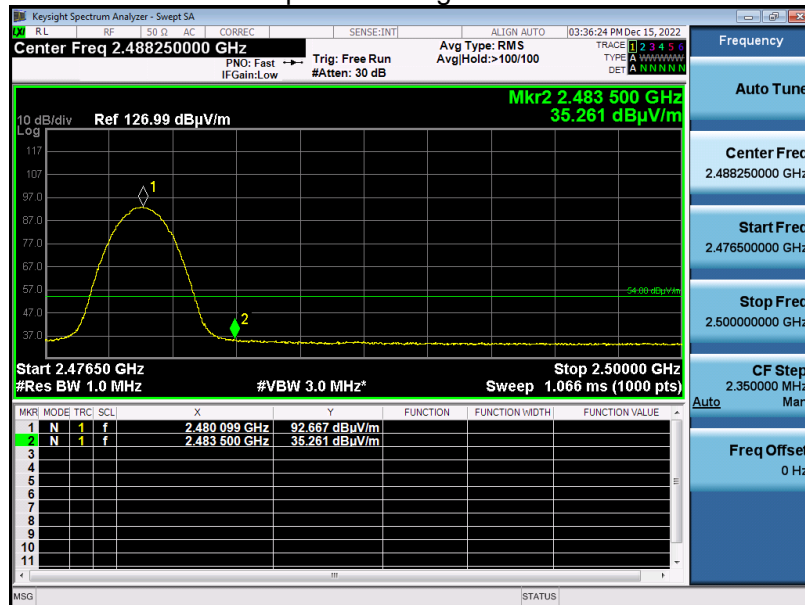 Keysight Spectrum Analyzer - Swept SA
LXI RL RF 50 Ω AC CORREC SENSE:INT ALIGN AUTO 03:36:24 PM Dec 15, 2022
Center Freq 2.488250000 GHz
PNO: Fast
IFGain:Low
Trig: Free Run
#Atten: 30 dB
Avg Type: RMS
Avg|Hold:>100/100
TRACE 1 2 3 4 5 6
TYPE A WWWWW
DET A N N N N N
Mkr2 2.483 500 GHz
35.261 dBµV/m
10 dB/div Ref 126.99 dBµV/m
Log
117
107
97.0
87.0
77.0
67.0
57.0
47.0
37.0
1
2
54.00 dBµV/m
Start 2.47650 GHz Stop 2.50000 GHz
#Res BW 1.0 MHz #VBW 3.0 MHz* Sweep 1.066 ms (1000 pts)
MKR MODE TRC SCL X Y FUNCTION FUNCTION WIDTH FUNCTION VALUE
1 N 1 f 2.480 099 GHz 92.667 dBµV/m
2 N 1 f 2.483 500 GHz 35.261 dBµV/m
3
4
5
6
7
8
9
10
11
MSG STATUS
Frequency
Auto Tune
Center Freq
2.488250000 GHz
Start Freq
2.476500000 GHz
Stop Freq
2.500000000 GHz
CF Step
2.350000 MHz
Auto Man
Freq Offset
0 Hz